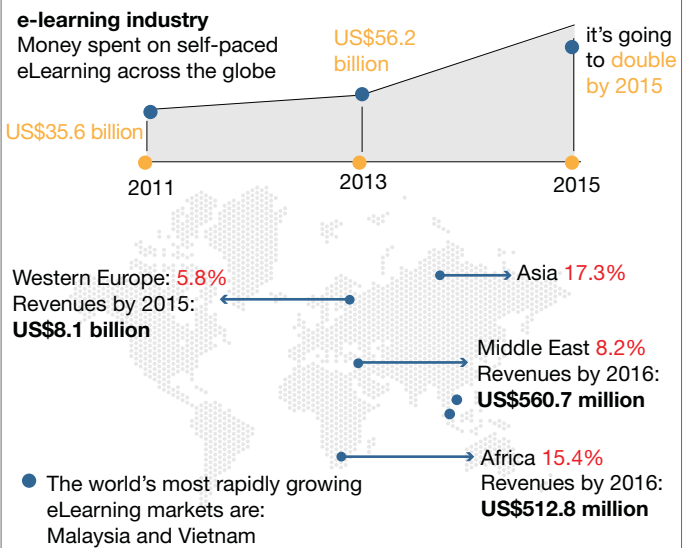 e-learning industry
Money spent on self-paced
eLearning across the globe
US$56.2
billion
it’s going
to double
by 2015
US$35.6 billion
2011
2013
2015
Western Europe: 5.8%
Revenues by 2015:
US$8.1 billion
Asia 17.3%
Middle East 8.2%
Revenues by 2016:
US$560.7 million
Africa 15.4%
Revenues by 2016:
US$512.8 million
The world’s most rapidly growing
eLearning markets are:
Malaysia and Vietnam